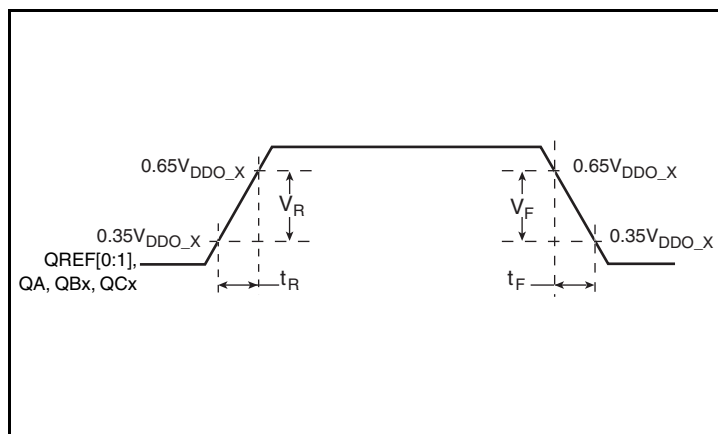 0.65VDDO_X
0.65VDDO_X
VR
VF
0.35VDDO_X
0.35VDDO_X
QREF[0:1],
QA, QBx, QCx
tR
tF